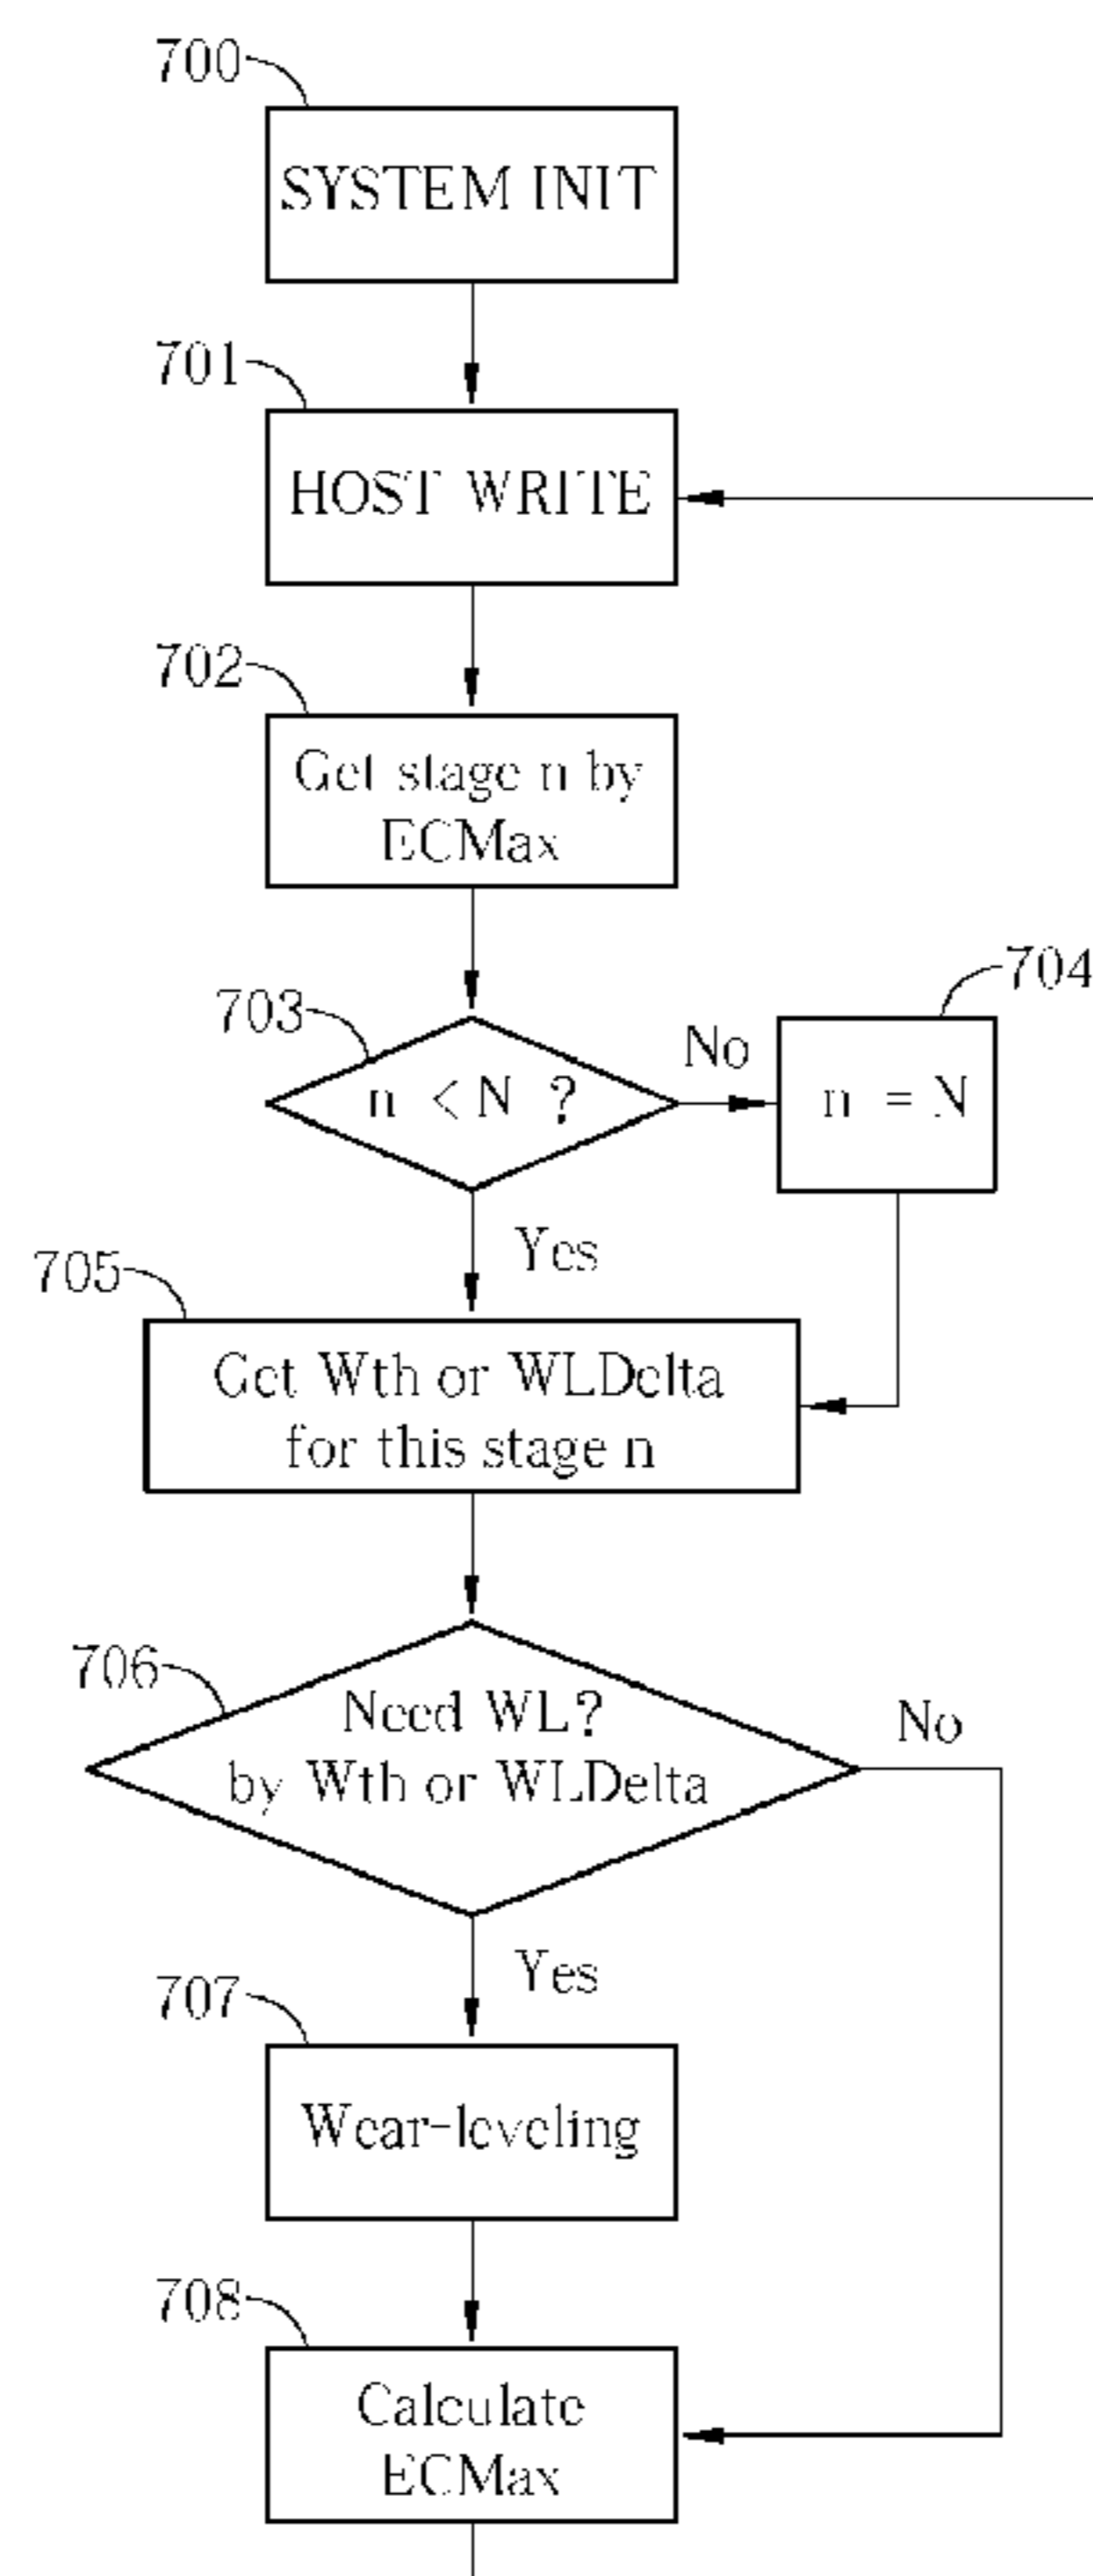 700
SYSTEM INIT
701
HOST WRITE
702
Get stage n by
ECMax
703
n < N ?
No
704
n = N
Yes
705
Get Wth or WLDelta
for this stage n
706
Need WL?
by Wth or WLDelta
No
Yes
707
Wear-leveling
708
Calculate
ECMax